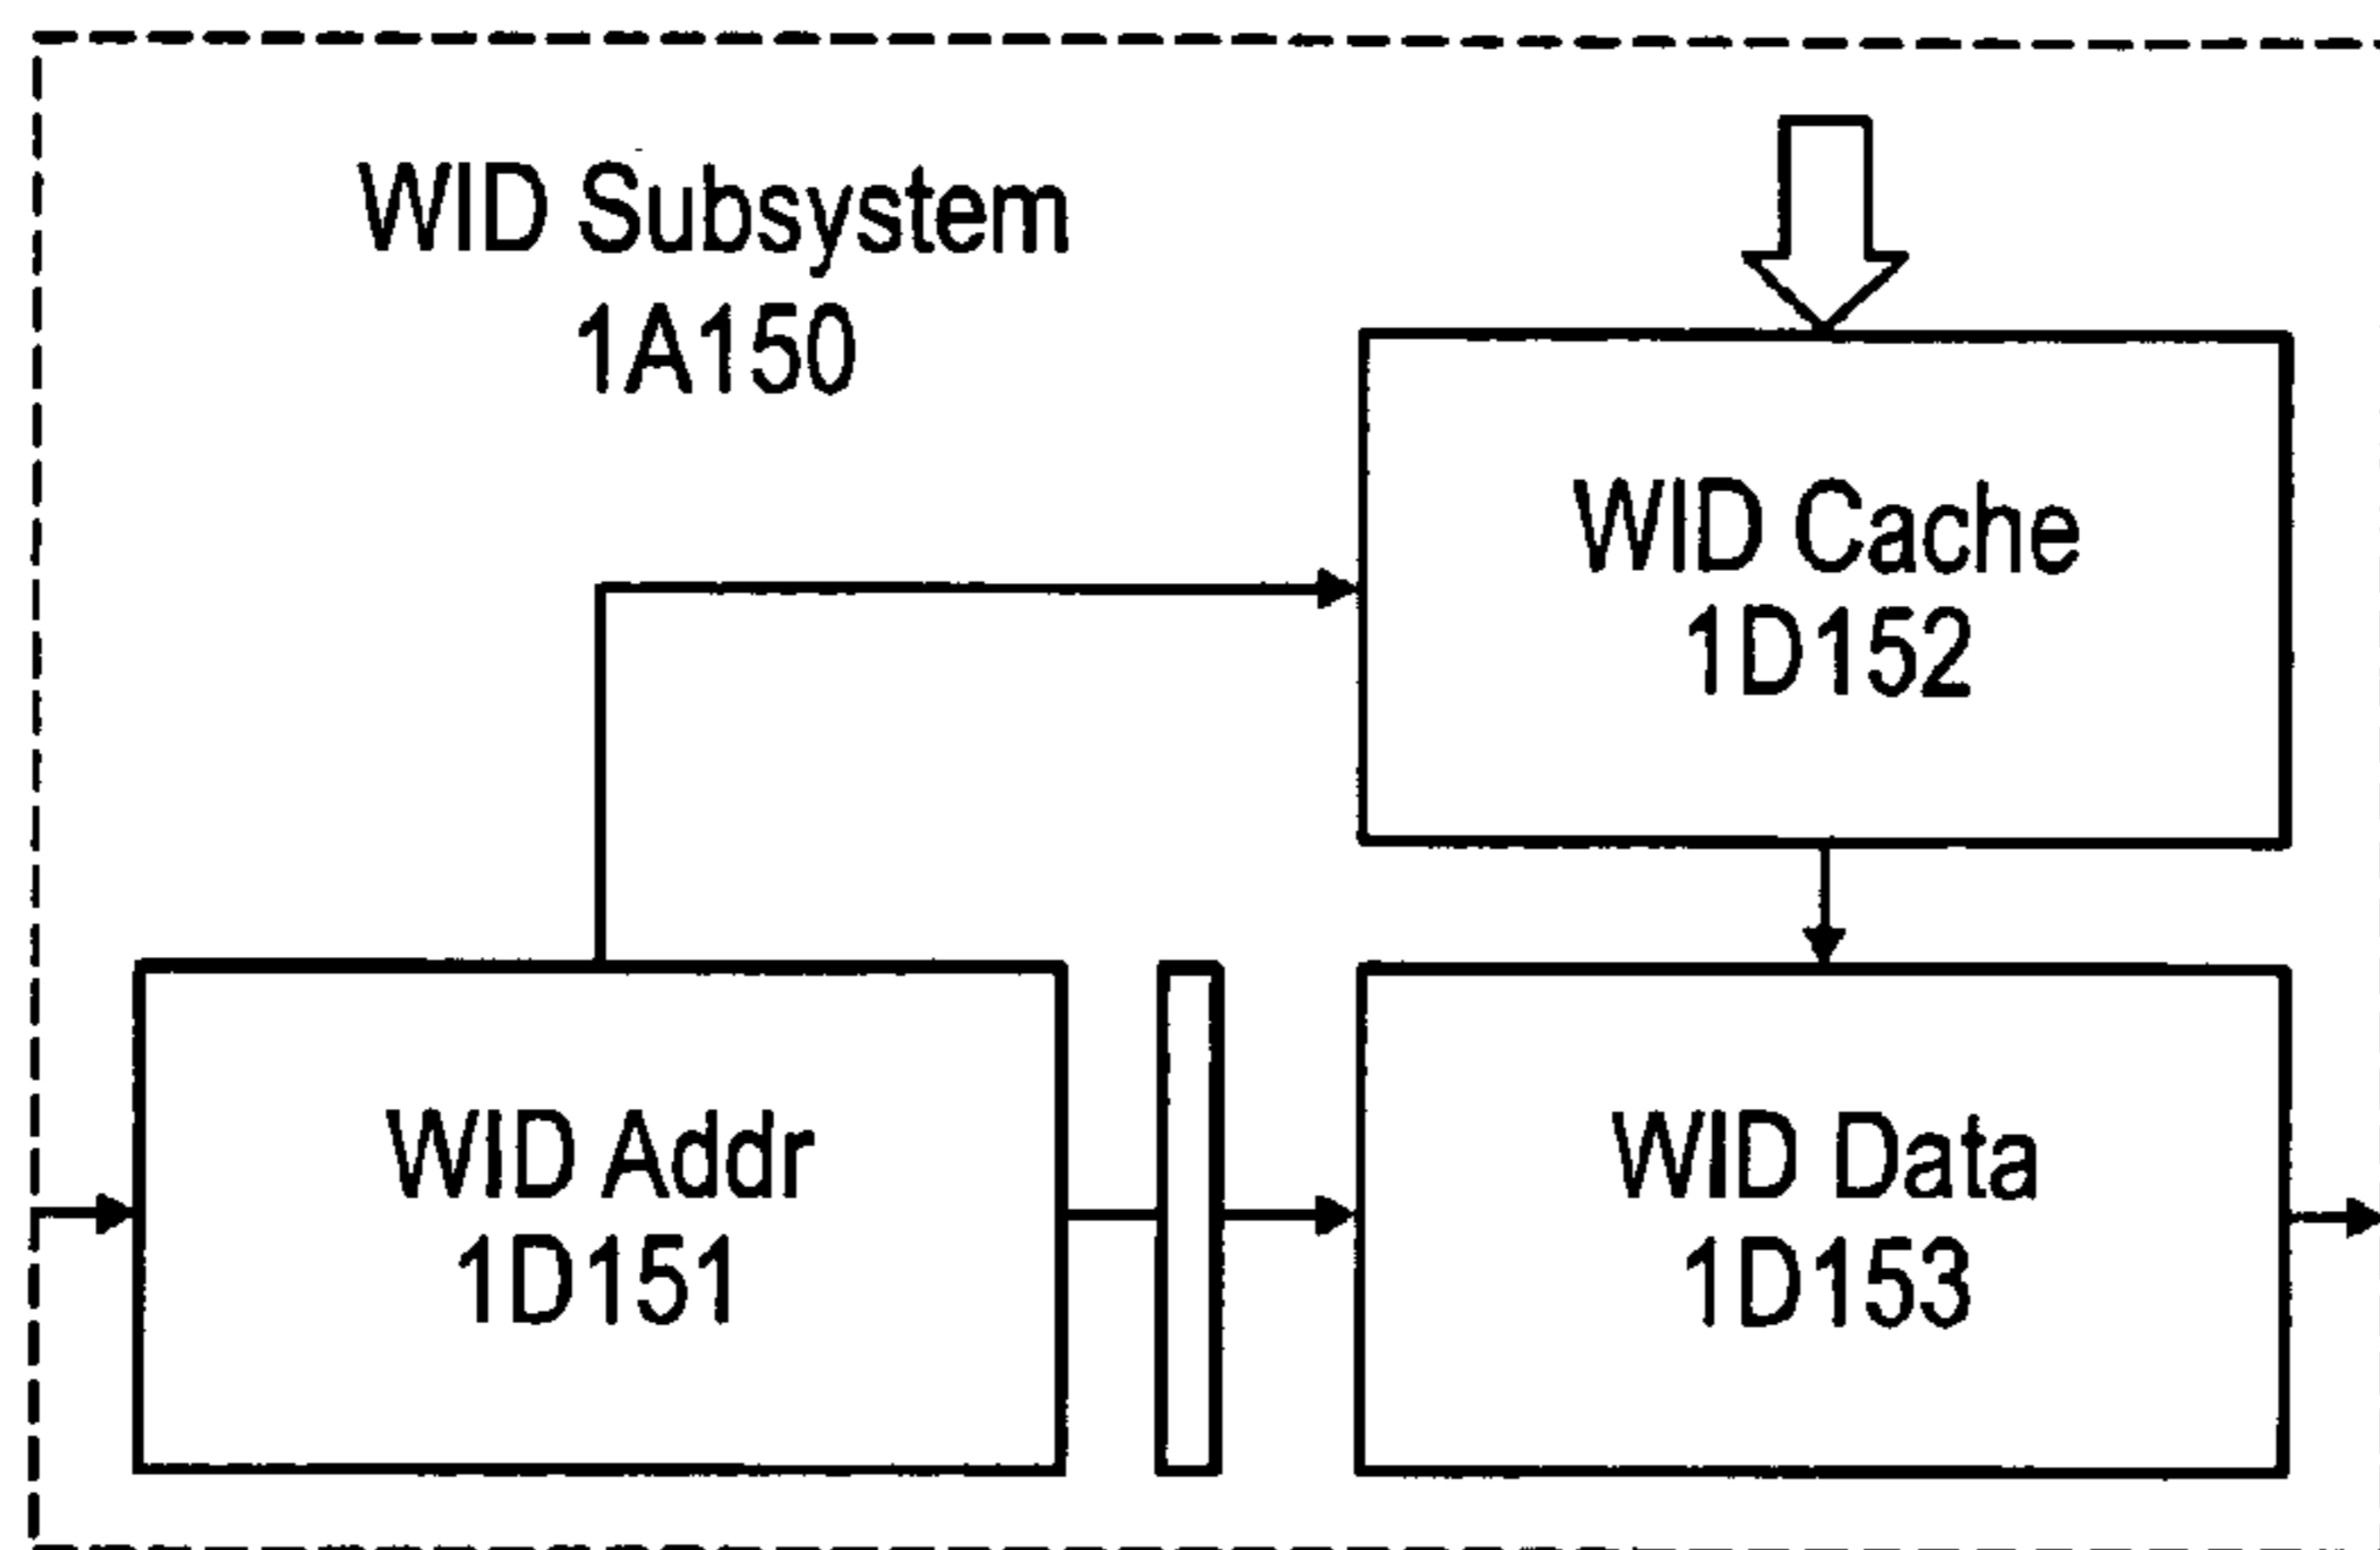 WID Subsystem
1A150
WID Cache
1D152
WID Addr
1D151
WID Data
1D153